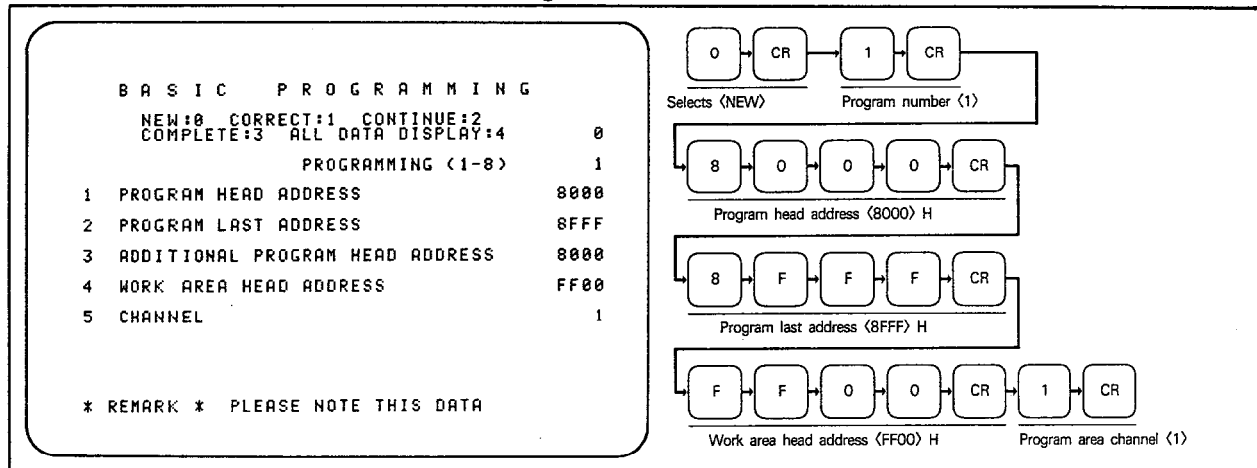 BASIC PROGRAMMING
NEW:0 CORRECT:1 CONTINUE:2
COMPLETE:3 ALL DATA DISPLAY:4 0
PROGRAMMING (1-8) 1
1 PROGRAM HEAD ADDRESS 8000
2 PROGRAM LAST ADDRESS 8FFF
3 ADDITIONAL PROGRAM HEAD ADDRESS 8000
4 WORK AREA HEAD ADDRESS FF00
5 CHANNEL 1
* REMARK * PLEASE NOTE THIS DATA
0 CR 1 CR
Selects 〈NEW〉 Program number 〈1〉
8 0 0 0 CR
Program head address 〈8000〉 H
8 F F F CR
Program last address 〈8FFF〉 H
F F 0 0 CR 1 CR
Work area head address 〈FF00〉 H Program area channel 〈1〉